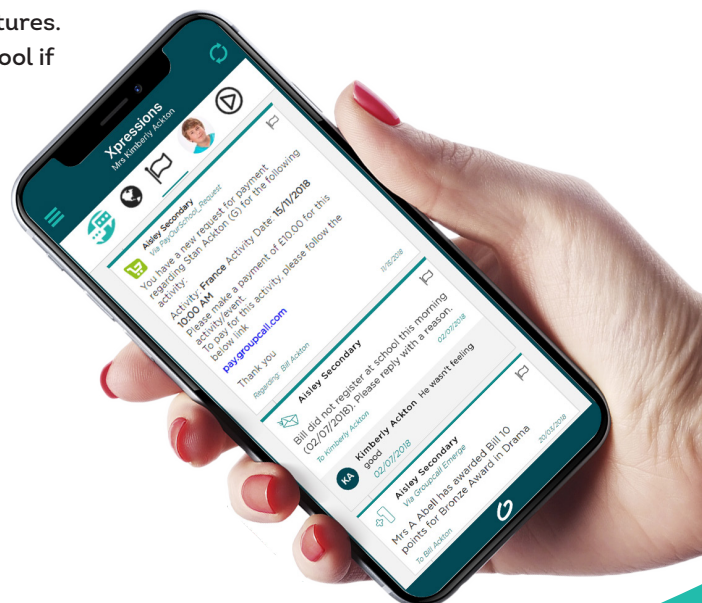 tures.
ool if
Xpressions
Mrs Kimberly Ackton
Aisley Secondary
Via PayOurSchool_Request
You have a new request for payment
regarding Stan Ackton (G) for the following
activity:
Activity: France Activity Date: 15/11/2018
10:00 AM
Please make a payment of £10.00 for this
activity/event.
To pay for this activity, please follow the
below link
pay.groupcall.com
Thank you
Regarding: Bill Ackton
11/15/2018
Aisley Secondary
Bill did not register at school this morning
(02/07/2018). Please reply with a reason.
To Kimberly Ackton
02/07/2018
KA
Kimberly Ackton He wasn't feeling
good
02/07/2018
Aisley Secondary
Via Groupcall Emerge
+1
Mrs A Abell has awarded Bill 10
points for Bronze Award in Drama
To Bill Ackton
20/03/2018